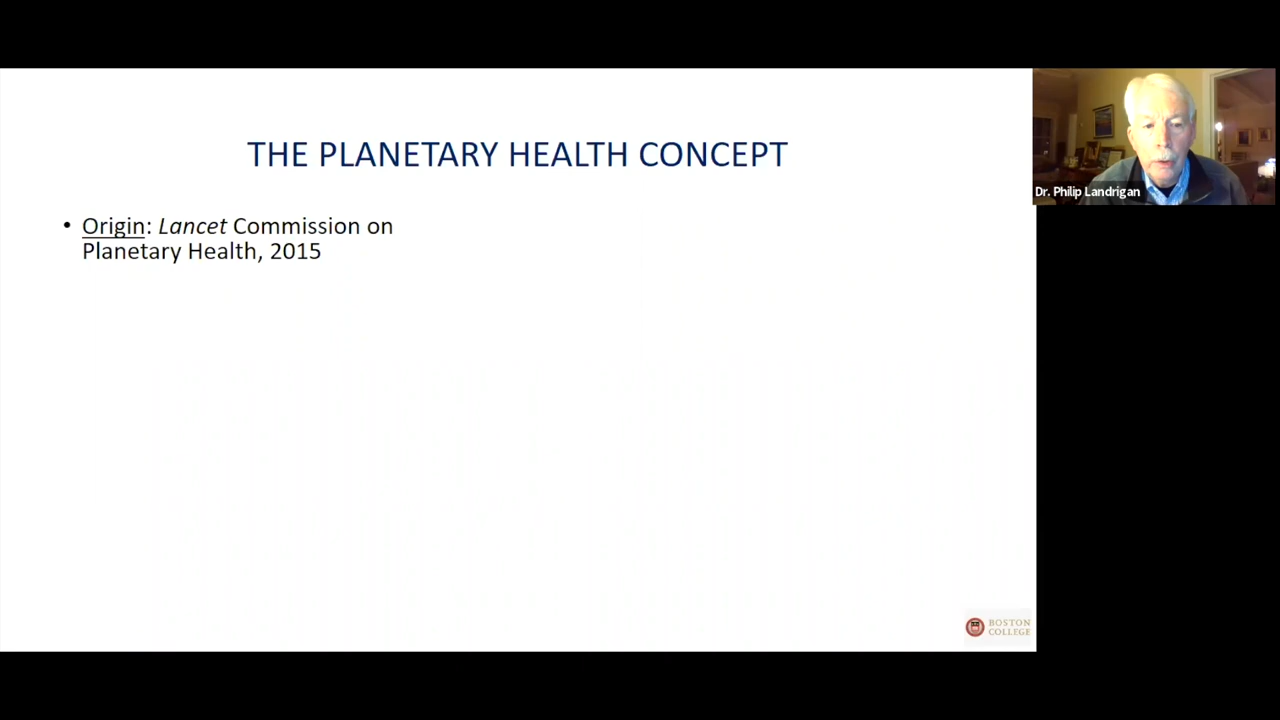 THE PLANETARY HEALTH CONCEPT
Dr. Philip Landrigan
• Origin: Lancet Commission on
Planetary Health, 2015
BOSTON
COLLEGE